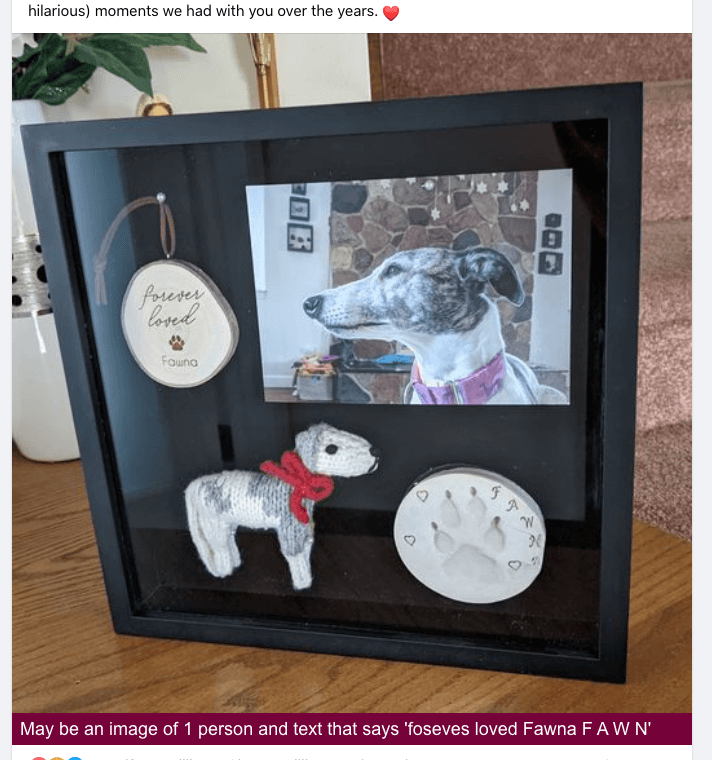 hilarious) moments we had with you over the years. ❤️
forever
loved
Fawna
F A W N A
May be an image of 1 person and text that says 'foseves loved Fawna F A W N'